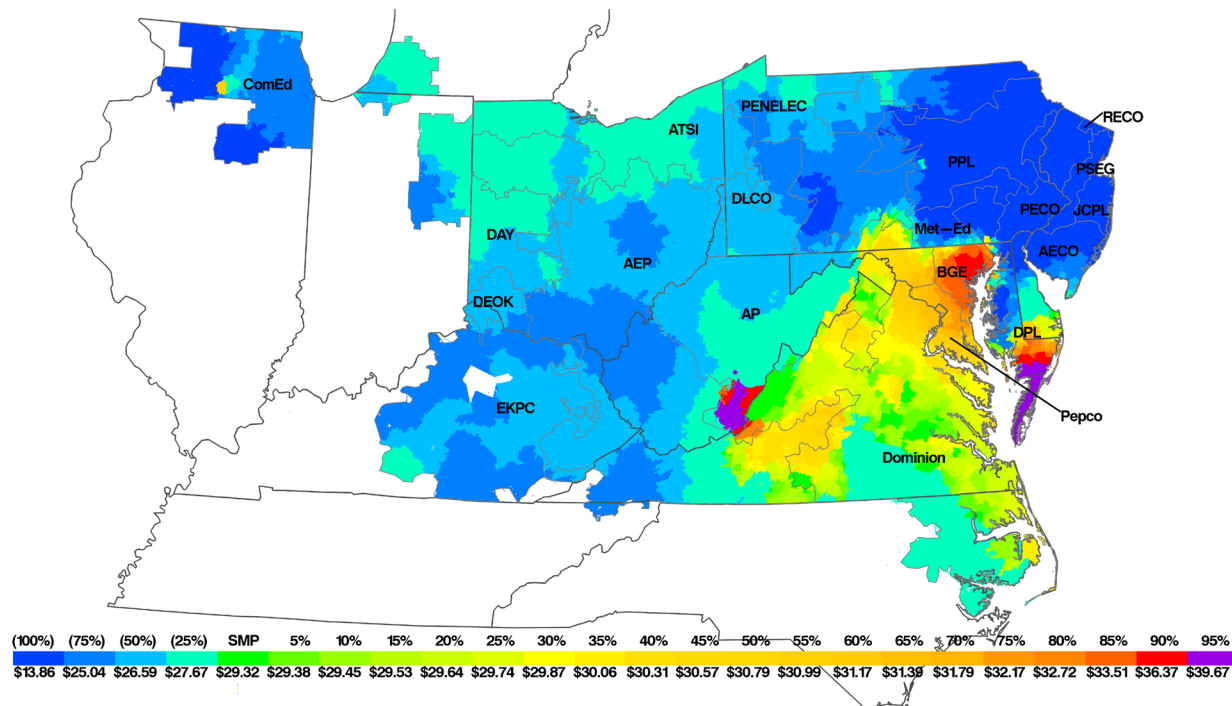 RECO
ComEd
PENELEC
ATSI
PPL
PSEG
DLCO
PECO
JCPL
Met—Ed
DAY
AECO
AEP
BGE
DEOK
AP
DPL
EKPC
Pepco
Dominion
(100%) (75%) (50%) (25%) SMP 5% 10% 15% 20% 25% 30% 35% 40% 45% 50% 55% 60% 65% 70% 75% 80% 85% 90% 95%
$13.86 $25.04 $26.59 $27.67 $29.32 $29.38 $29.45 $29.53 $29.64 $29.74 $29.87 $30.06 $30.31 $30.57 $30.79 $30.99 $31.17 $31.39 $31.79 $32.17 $32.72 $33.51 $36.37 $39.67